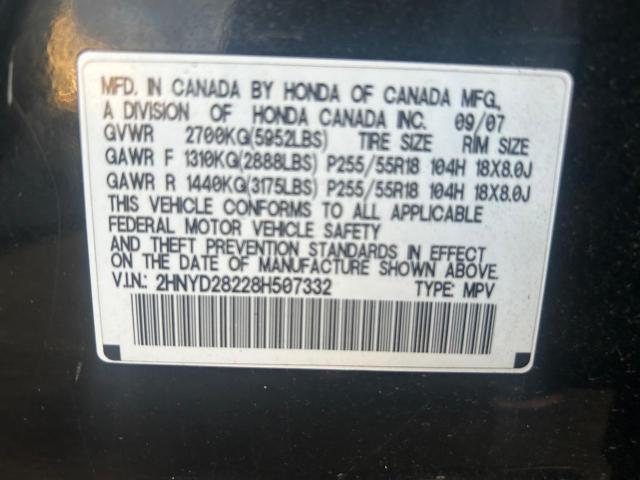 MFD. IN CANADA BY HONDA OF CANADA MFG.,
A DIVISION OF HONDA CANADA INC. 09/07
GVWR 2700KG(5952LBS) TIRE SIZE RIM SIZE
GAWR F 1310KG(2888LBS) P255/55R18 104H 18X8.0J
GAWR R 1440KG(3175LBS) P255/55R18 104H 18X8.0J
THIS VEHICLE CONFORMS TO ALL APPLICABLE
FEDERAL MOTOR VEHICLE SAFETY
AND THEFT PREVENTION STANDARDS IN EFFECT
ON THE DATE OF MANUFACTURE SHOWN ABOVE.
V.I.N.: 2HNYD28228H507332 TYPE: MPV